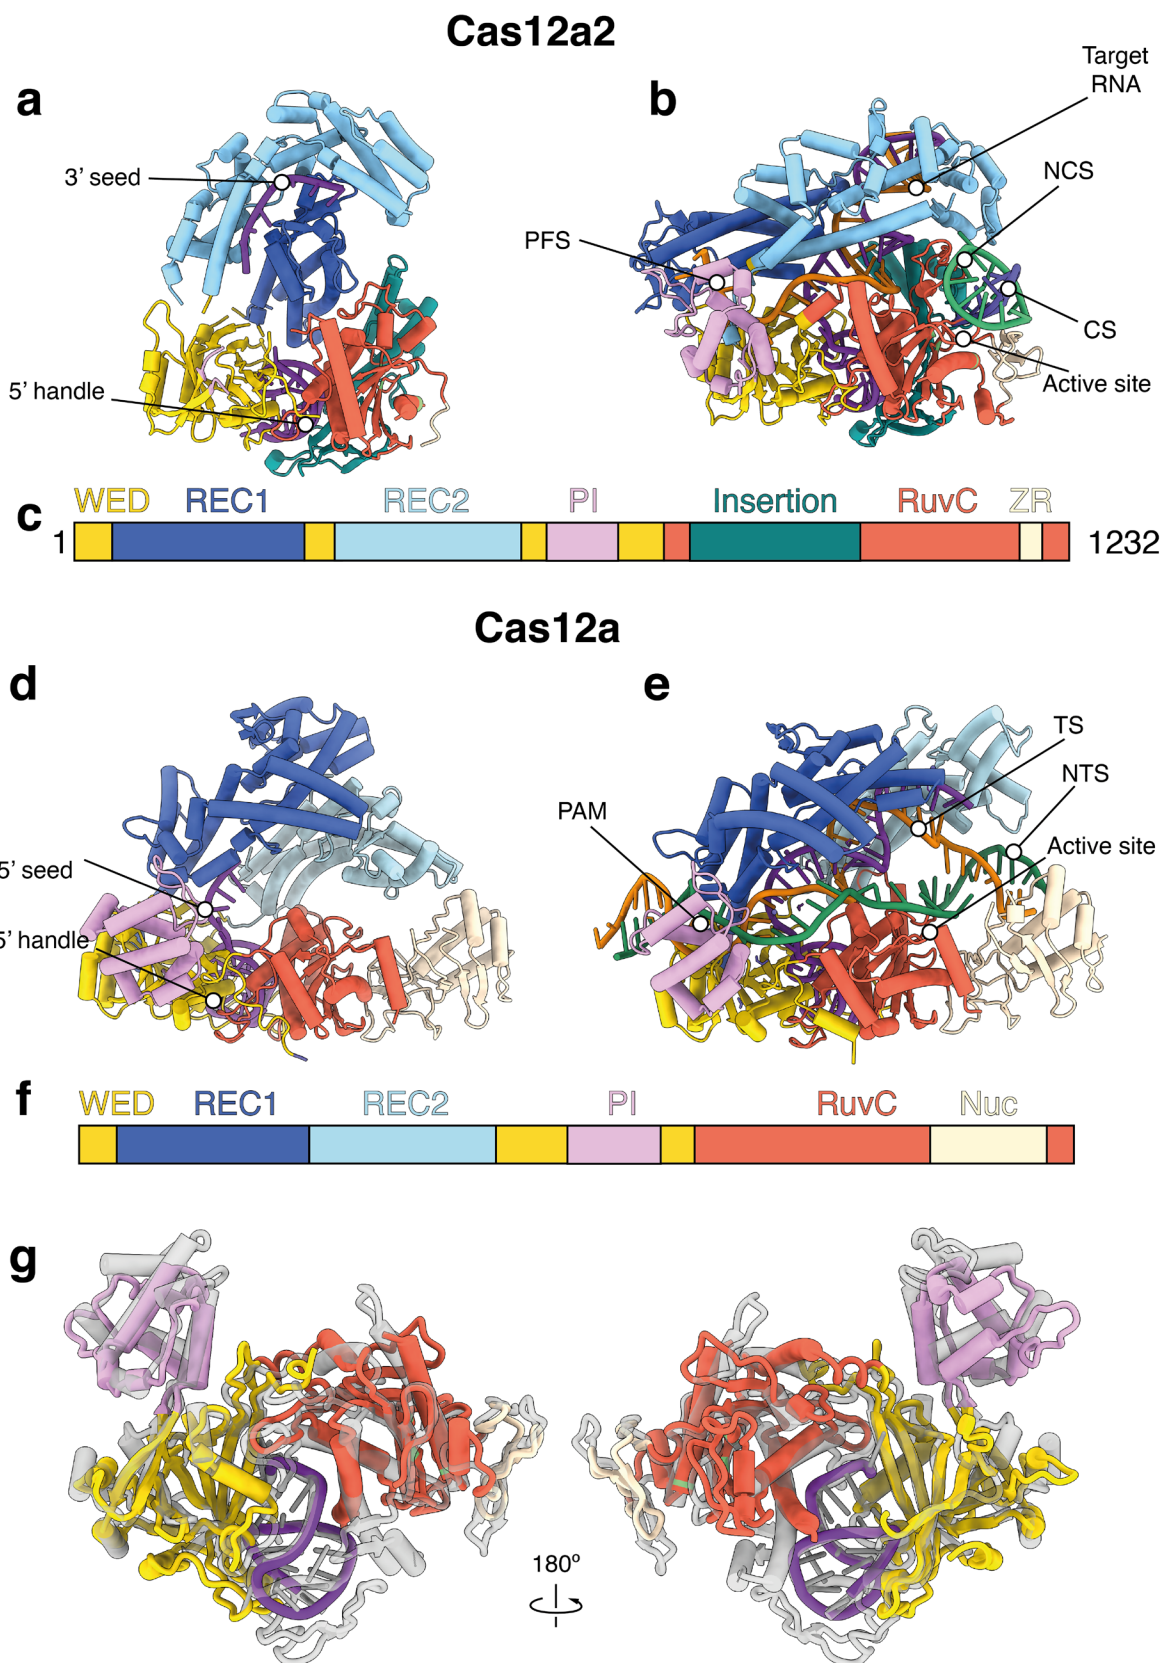 Cas12a2
a
b
Target
RNA
3’ seed
NCS
PFS
CS
5’ handle
Active site
c
WED
REC1
REC2
PI
Insertion
RuvC
ZR
1
1232
Cas12a
d
e
TS
NTS
PAM
Active site
5’ seed
5’ handle
f
WED
REC1
REC2
PI
RuvC
Nuc
g
180º